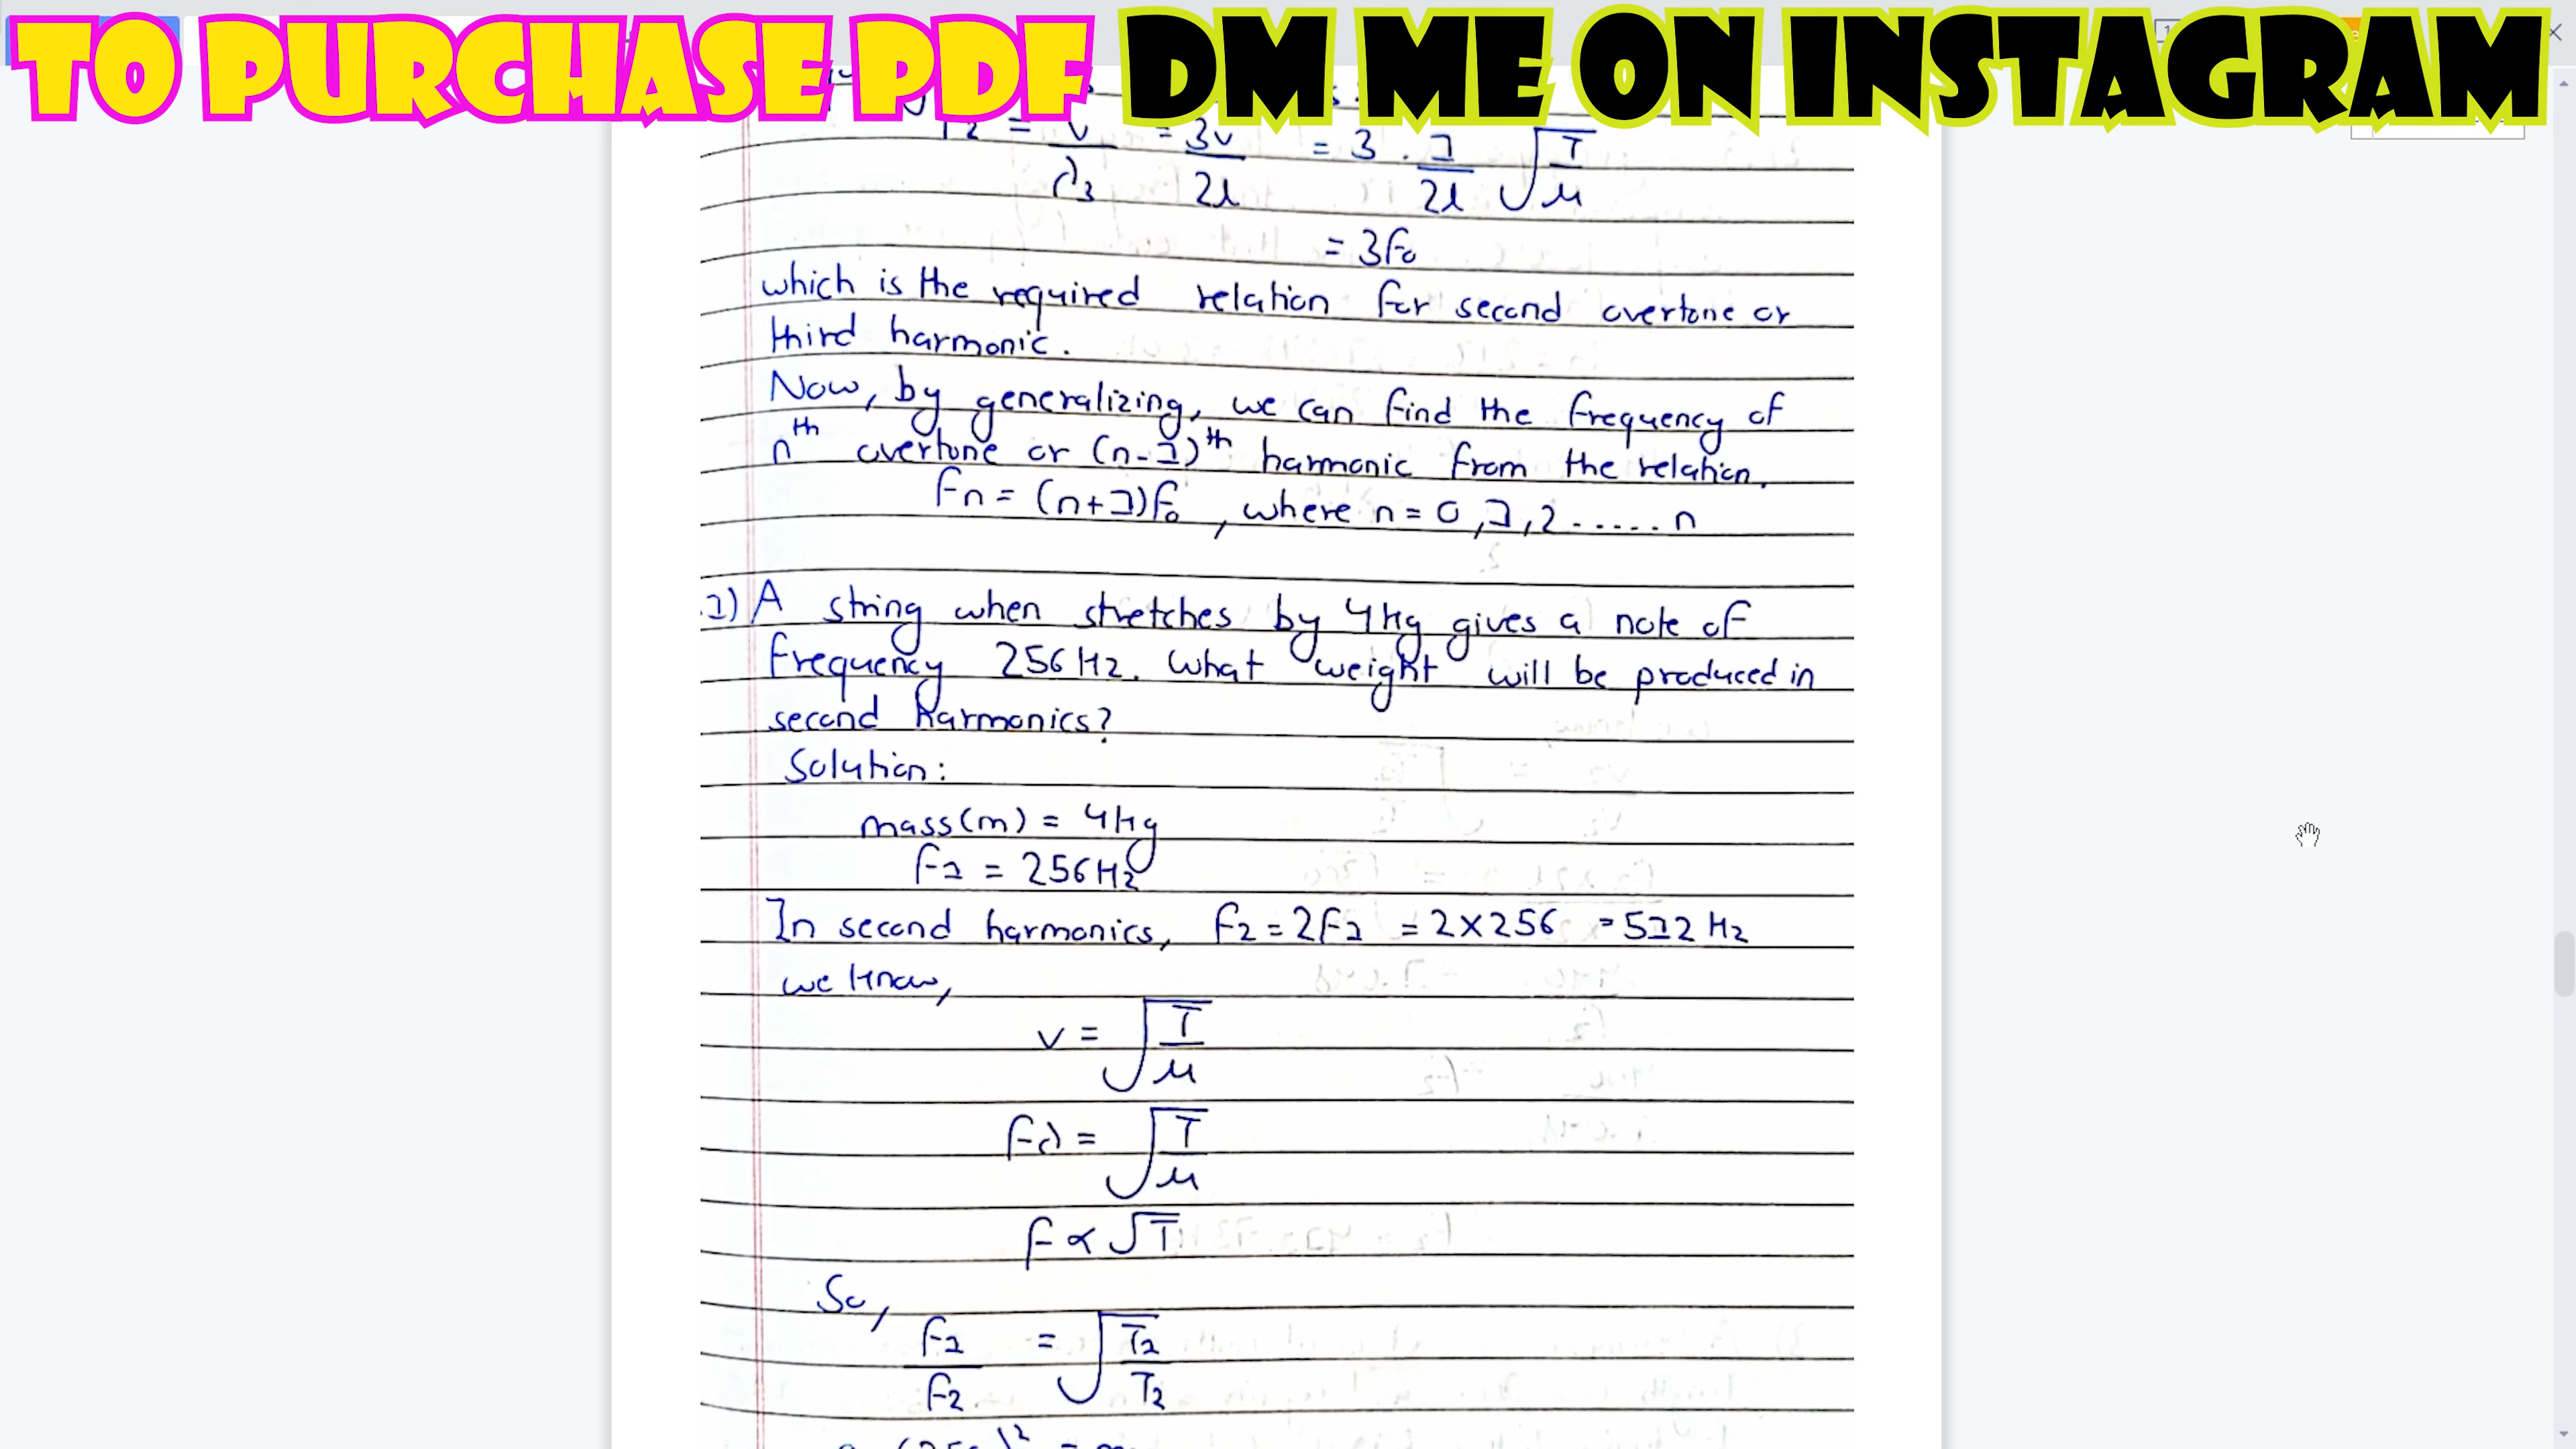 TO PURCHASE PDF DM ME ON INSTAGRAM
= v/λ3 = 3v/2l = 3 · 1/2l √(T/μ)
= 3f₀
which is the required relation for second overtone or
third harmonic.
Now, by generalizing, we can find the frequency of
nᵗʰ overtone or (n-1)ᵗʰ harmonic from the relation.
fn = (n+1)f₀, where n = 0,1,2......n
1) A string when stretches by 4kg gives a note of
frequency 256Hz. What weight will be produced in
second harmonics?
Solution:
mass(m) = 4kg
f1 = 256Hz
In second harmonics, f2 = 2f1 = 2×256 = 512 Hz
we know,
v = √(T/μ)
fλ = √(T/μ)
f ∝ √T
So,
f1/f2 = √(T1/T2)